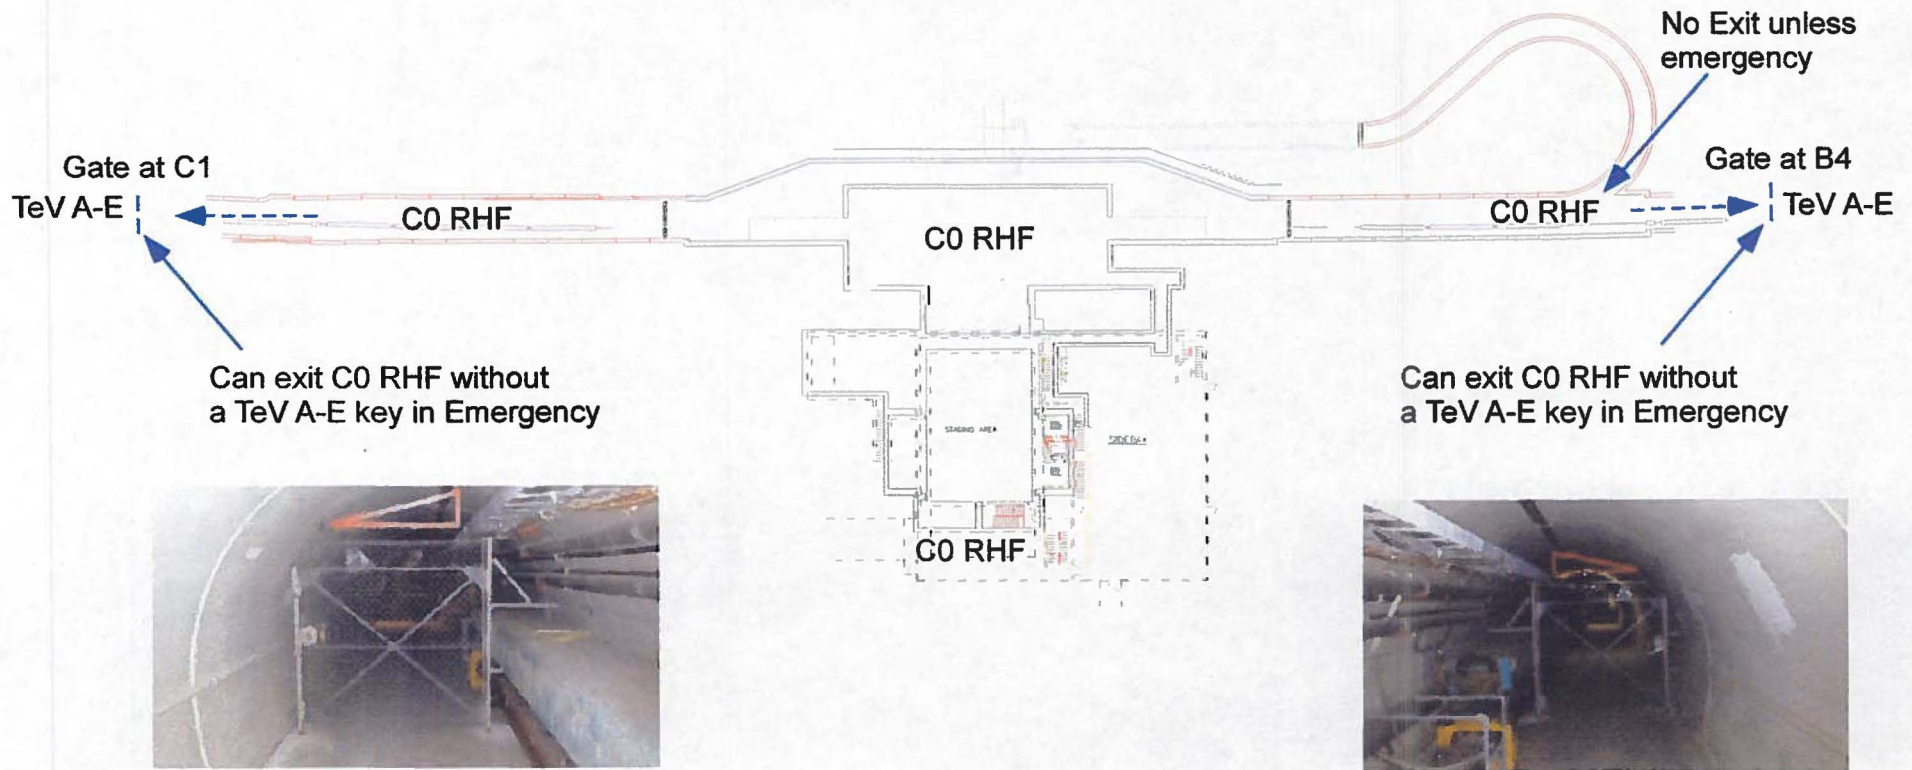 No Exit unless
emergency
Gate at C1
Gate at B4
TeV A-E
C0 RHF
C0 RHF
TeV A-E
C0 RHF
Can exit C0 RHF without
a TeV A-E key in Emergency
Can exit C0 RHF without
a TeV A-E key in Emergency
STAGING AREA
C0 RHF